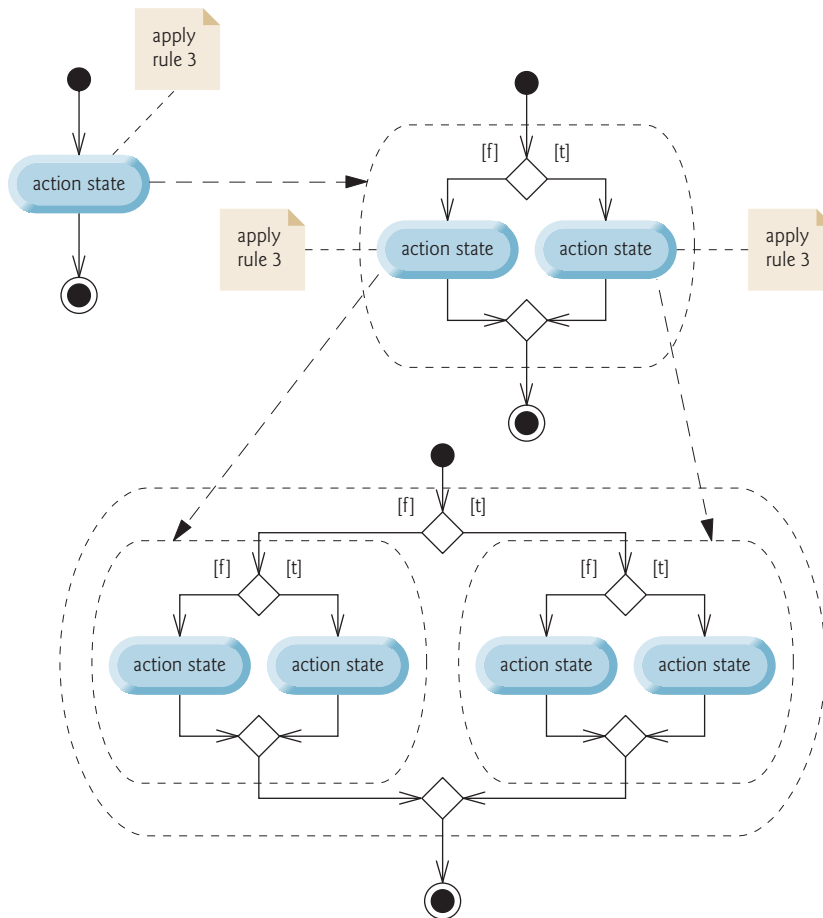 apply
rule 3
action state
[f] [t]
apply
rule 3
action state
action state
apply
rule 3
[f] [t]
[f] [t]
[f] [t]
action state
action state
action state
action state